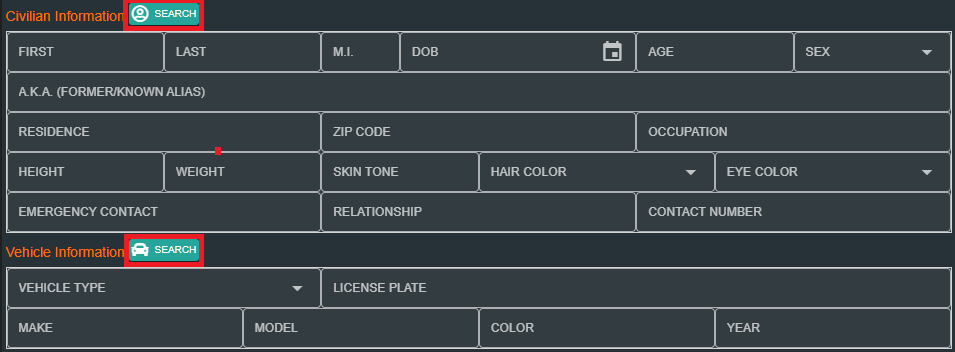 Civilian Information SEARCH
FIRST LAST M.I. DOB AGE SEX
A.K.A. (FORMER/KNOWN ALIAS)
RESIDENCE ZIP CODE OCCUPATION
HEIGHT WEIGHT SKIN TONE HAIR COLOR EYE COLOR
EMERGENCY CONTACT RELATIONSHIP CONTACT NUMBER
Vehicle Information SEARCH
VEHICLE TYPE LICENSE PLATE
MAKE MODEL COLOR YEAR